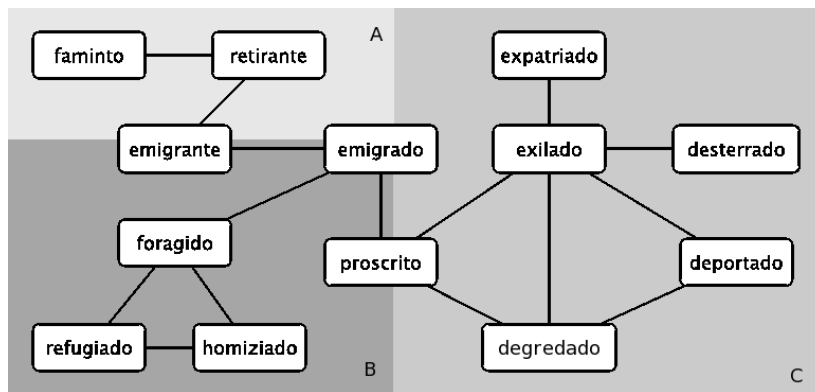 A
faminto
retirante
expatriado
emigrante
emigrado
exilado
desterrado
foragido
proscrito
deportado
refugiado
homiziado
degredado
B
C